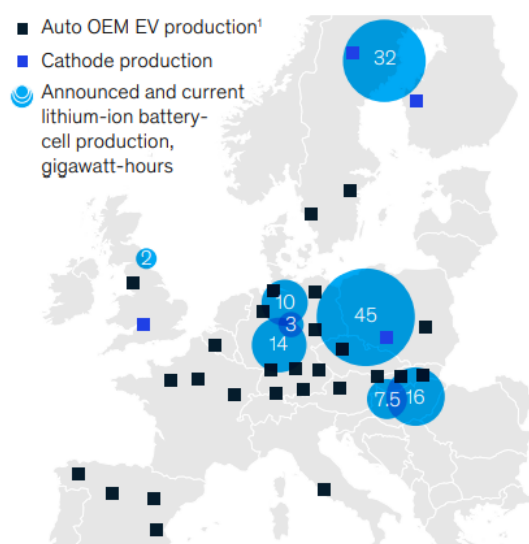 Auto OEM EV production¹
Cathode production
Announced and current
lithium-ion battery-
cell production,
gigawatt-hours
32
2
10
3
45
14
7.5
16